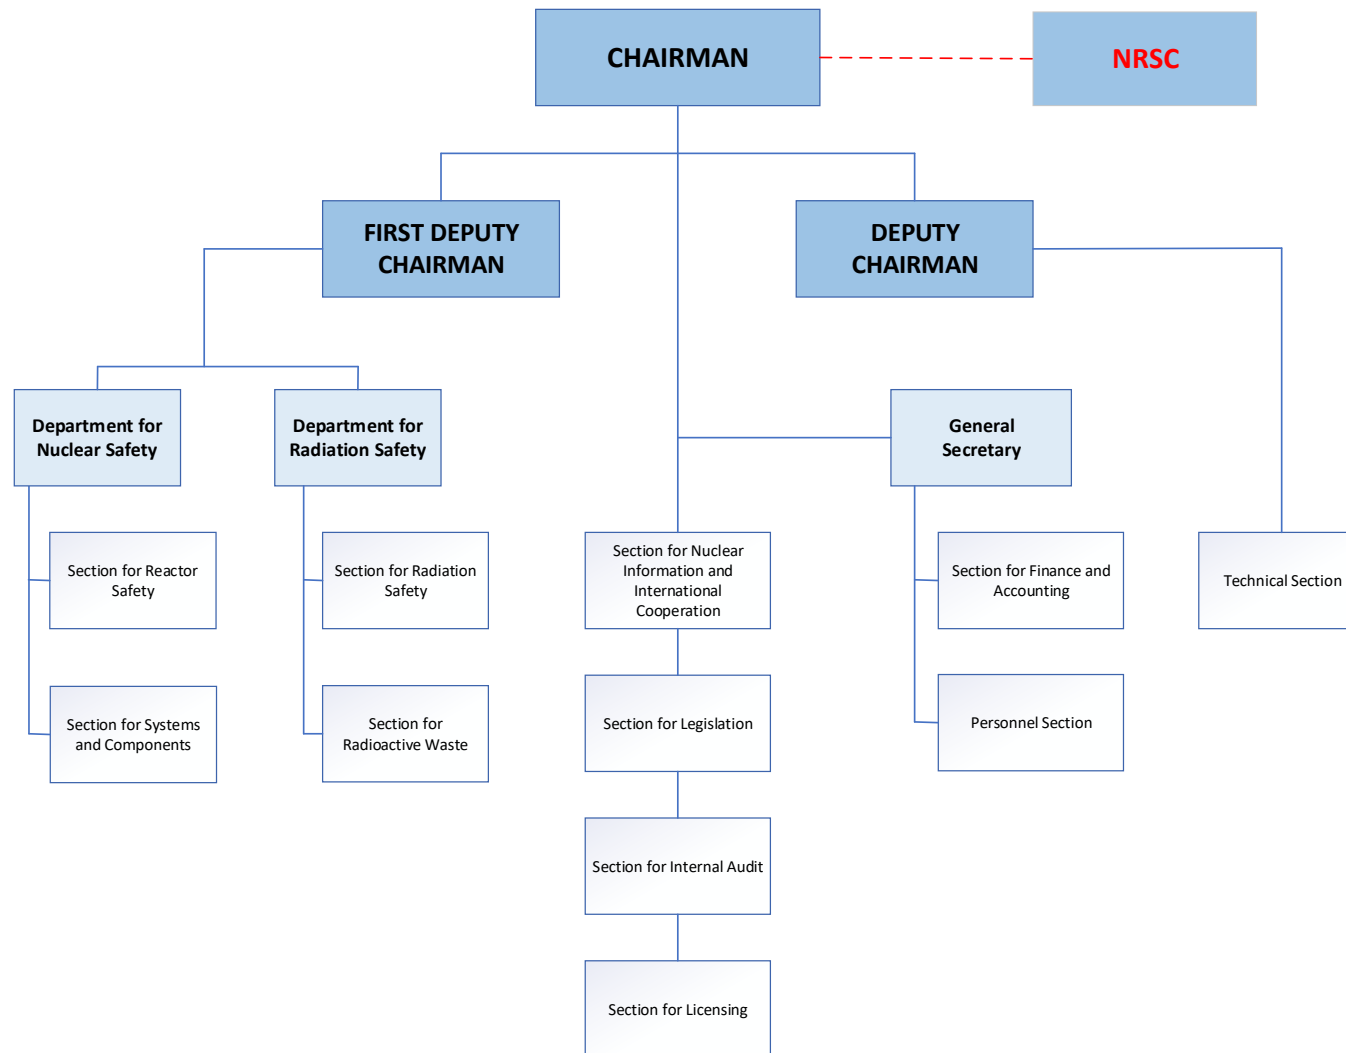 CHAIRMAN
NRSC
FIRST DEPUTY
CHAIRMAN
DEPUTY
CHAIRMAN
Department for
Nuclear Safety
Department for
Radiation Safety
General
Secretary
Section for Reactor
Safety
Section for Radiation
Safety
Section for Nuclear
Information and
International
Cooperation
Section for Finance and
Accounting
Technical Section
Section for Systems
and Components
Section for
Radioactive Waste
Section for Legislation
Personnel Section
Section for Internal Audit
Section for Licensing